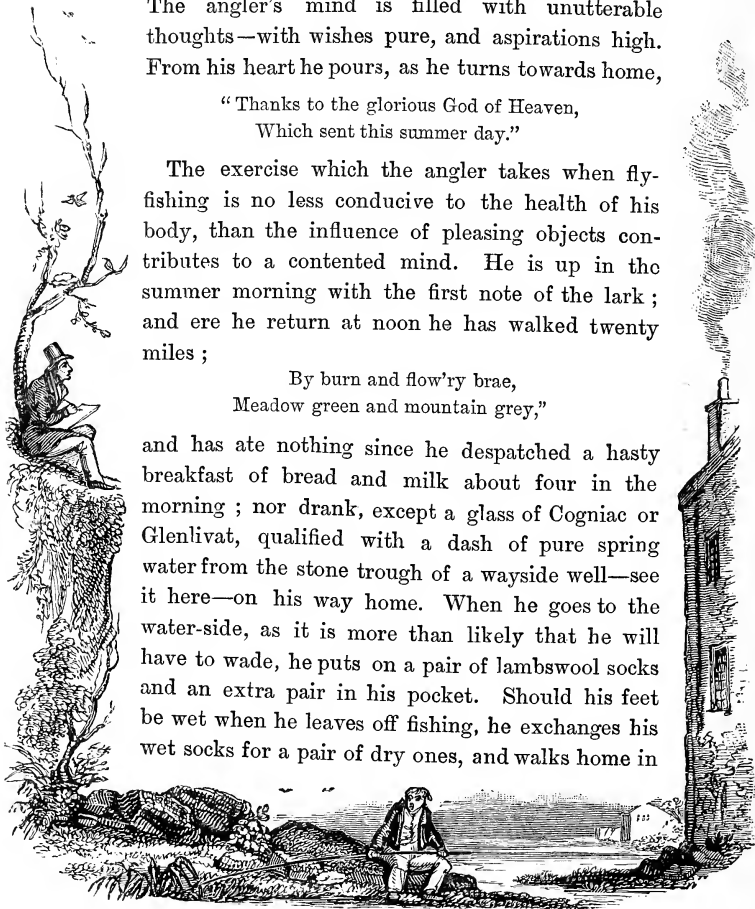 The angler's mind is filled with unutterable
thoughts—with wishes pure, and aspirations high.
From his heart he pours, as he turns towards home,
“Thanks to the glorious God of Heaven,
Which sent this summer day.”
The exercise which the angler takes when fly-
fishing is no less conducive to the health of his
body, than the influence of pleasing objects con-
tributes to a contented mind. He is up in the
summer morning with the first note of the lark ;
and ere he return at noon he has walked twenty
miles ;
By burn and flow'ry brae,
Meadow green and mountain grey,”
and has ate nothing since he despatched a hasty
breakfast of bread and milk about four in the
morning ; nor drank, except a glass of Cogniac or
Glenlivat, qualified with a dash of pure spring
water from the stone trough of a wayside well—see
it here—on his way home. When he goes to the
water-side, as it is more than likely that he will
have to wade, he puts on a pair of lambswool socks
and an extra pair in his pocket. Should his feet
be wet when he leaves off fishing, he exchanges his
wet socks for a pair of dry ones, and walks home in